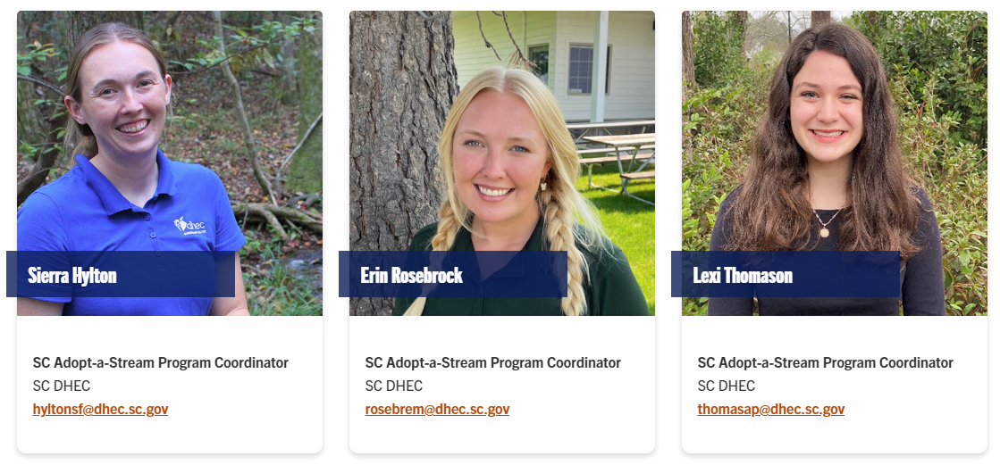 dhec
Sierra Hylton
SC Adopt-a-Stream Program Coordinator
SC DHEC
hyltonsf@dhec.sc.gov
Erin Rosebrock
SC Adopt-a-Stream Program Coordinator
SC DHEC
rosebrem@dhec.sc.gov
Lexi Thomason
SC Adopt-a-Stream Program Coordinator
SC DHEC
thomasap@dhec.sc.gov